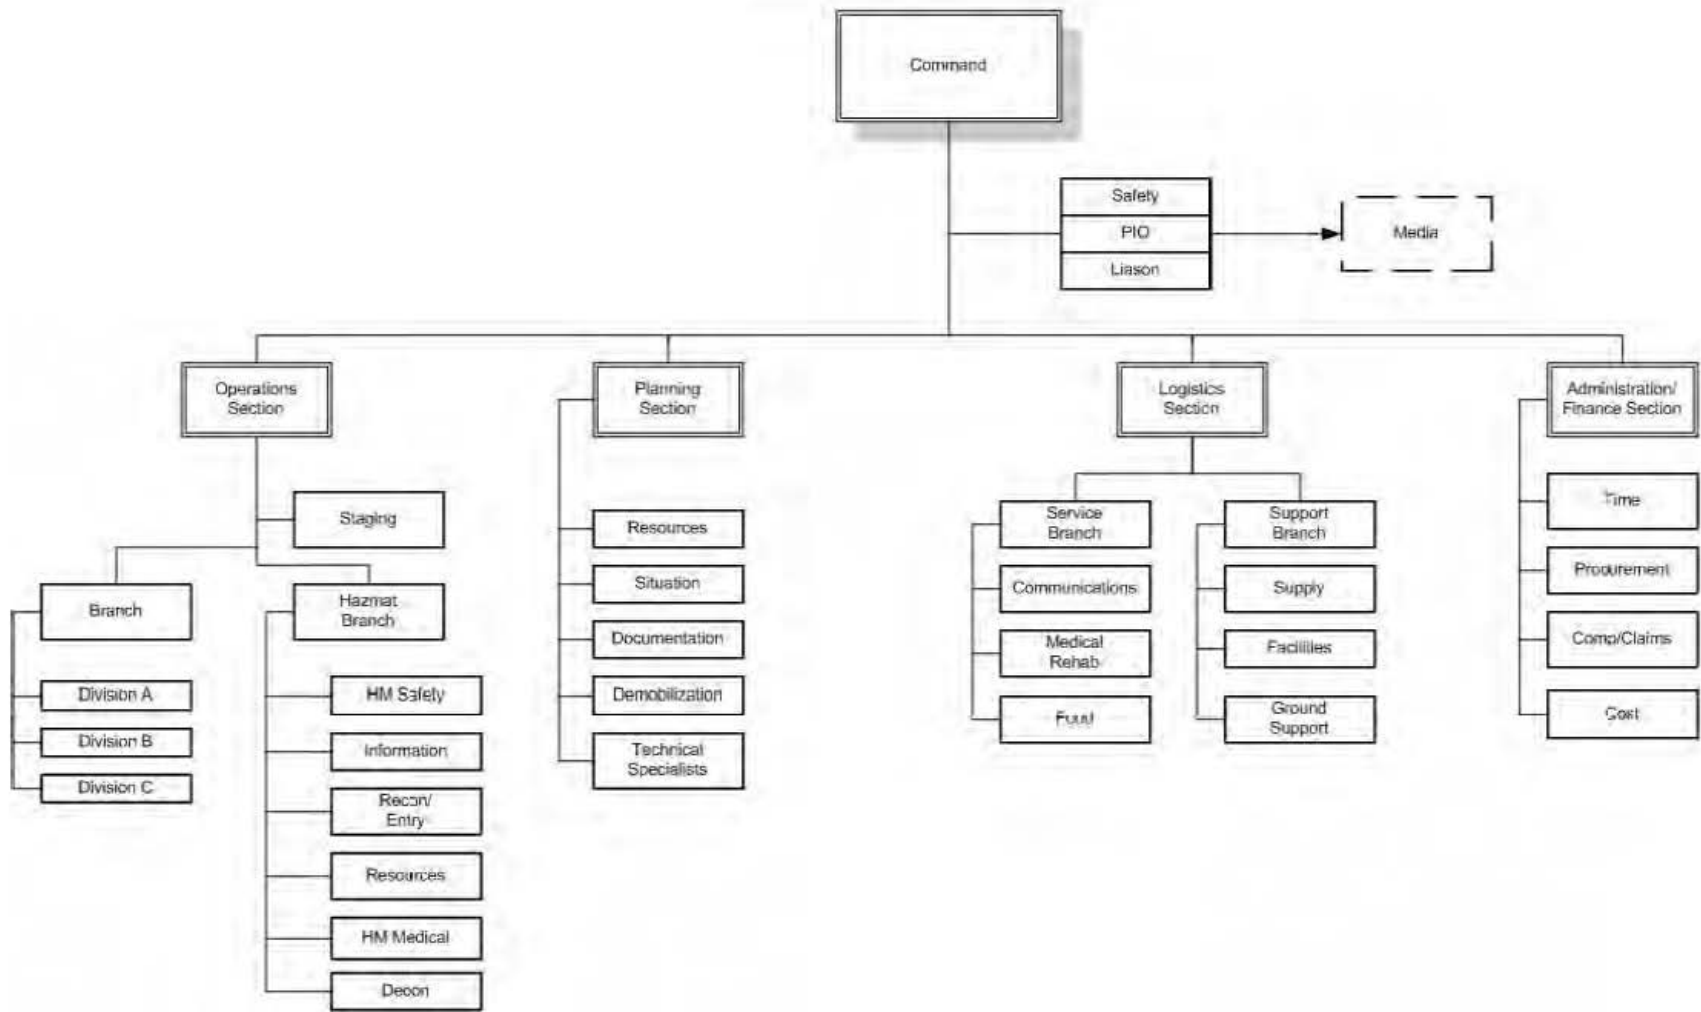 Command
Safety
PIO
Media
Liason
Operations
Section
Planning
Section
Logistics
Section
Administration/
Finance Section
Staging
Branch
Hazmat
Branch
Division A
Division B
Division C
HM Safety
Information
Recon/
Entry
Resources
HM Medical
Decon
Resources
Situation
Documentation
Demobilization
Technical
Specialists
Service
Branch
Communications
Medical
Rehab
Food
Support
Branch
Supply
Facilities
Ground
Support
Time
Procurement
Comp/Claims
Cost